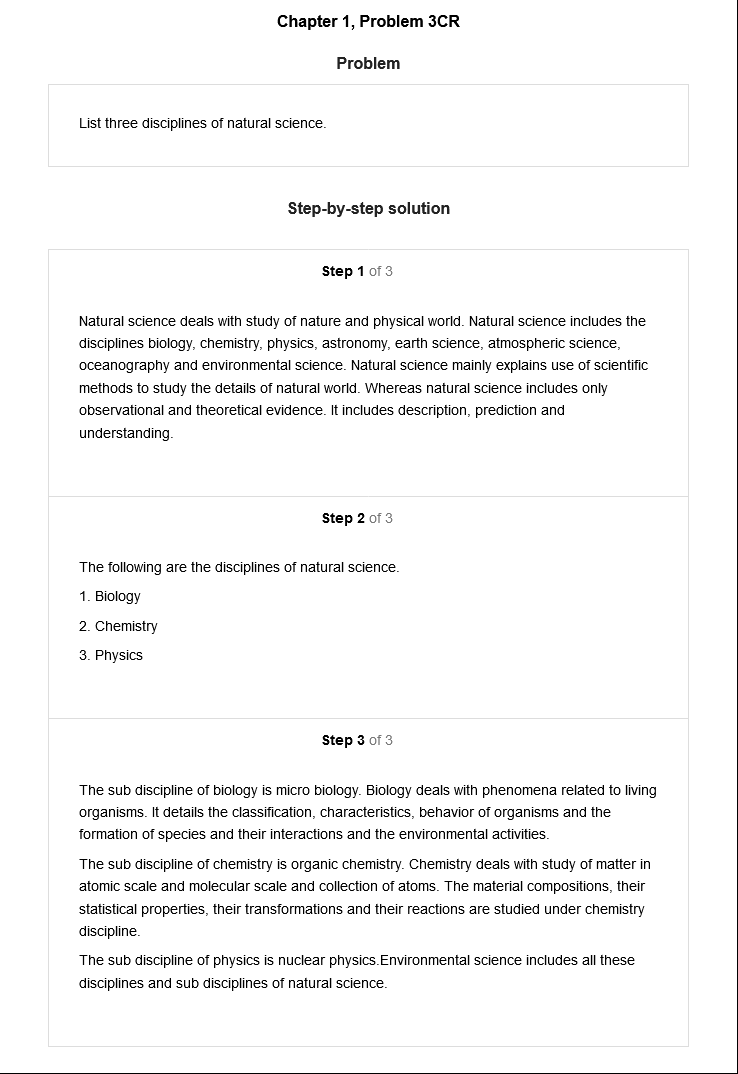 Chapter 1, Problem 3CR
Problem
List three disciplines of natural science.
Step-by-step solution
Step 1 of 3
Natural science deals with study of nature and physical world. Natural science includes the
disciplines biology, chemistry, physics, astronomy, earth science, atmospheric science,
oceanography and environmental science. Natural science mainly explains use of scientific
methods to study the details of natural world. Whereas natural science includes only
observational and theoretical evidence. It includes description, prediction and
understanding.
Step 2 of 3
The following are the disciplines of natural science.
1. Biology
2. Chemistry
3. Physics
Step 3 of 3
The sub discipline of biology is micro biology. Biology deals with phenomena related to living
organisms. It details the classification, characteristics, behavior of organisms and the
formation of species and their interactions and the environmental activities.
The sub discipline of chemistry is organic chemistry. Chemistry deals with study of matter in
atomic scale and molecular scale and collection of atoms. The material compositions, their
statistical properties, their transformations and their reactions are studied under chemistry
discipline.
The sub discipline of physics is nuclear physics.Environmental science includes all these
disciplines and sub disciplines of natural science.